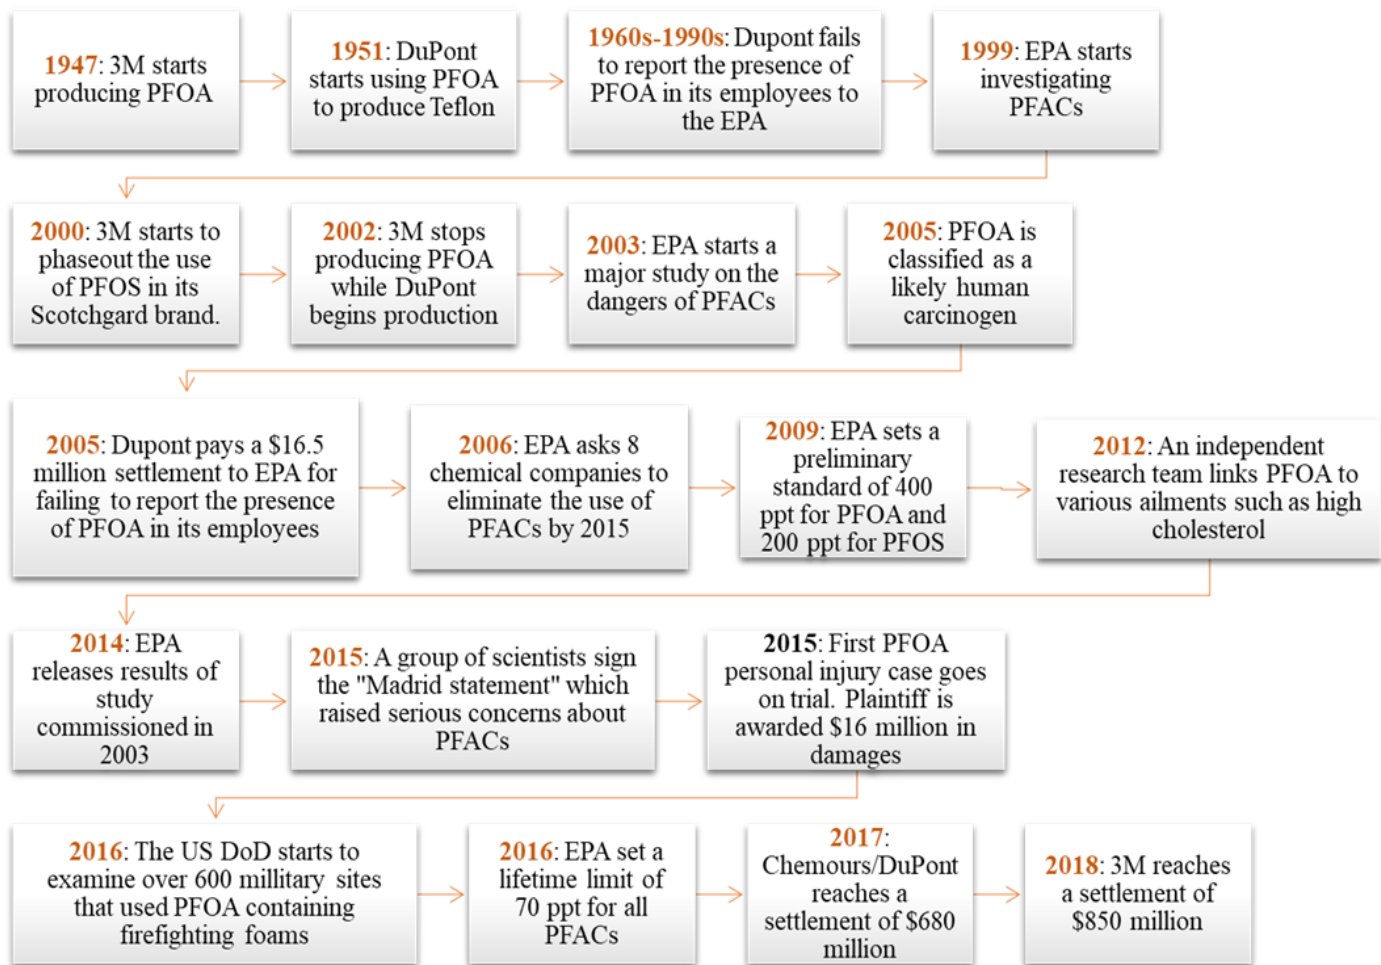 1947: 3M starts
producing PFOA
1951: DuPont
starts using PFOA
to produce Teflon
1960s-1990s: Dupont fails
to report the presence of
PFOA in its employees to
the EPA
1999: EPA starts
investigating
PFACs
2000: 3M starts to
phaseout the use
of PFOS in its
Scotchgard brand.
2002: 3M stops
producing PFOA
while DuPont
begins production
2003: EPA starts a
major study on the
dangers of PFACs
2005: PFOA is
classified as a
likely human
carcinogen
2005: Dupont pays a $16.5
million settlement to EPA for
failing to report the presence
of PFOA in its employees
2006: EPA asks 8
chemical companies to
eliminate the use of
PFACs by 2015
2009: EPA sets a
preliminary
standard of 400
ppt for PFOA and
200 ppt for PFOS
2012: An independent
research team links PFOA to
various ailments such as high
cholesterol
2014: EPA
releases results of
study
commissioned in
2003
2015: A group of scientists sign
the "Madrid statement" which
raised serious concerns about
PFACs
2015: First PFOA
personal injury case goes
on trial. Plaintiff is
awarded $16 million in
damages
2016: The US DoD starts to
examine over 600 millitary sites
that used PFOA containing
firefighting foams
2016: EPA set a
lifetime limit of
70 ppt for all
PFACs
2017:
Chemours/DuPont
reaches a
settlement of $680
million
2018: 3M reaches
a settlement of
$850 million